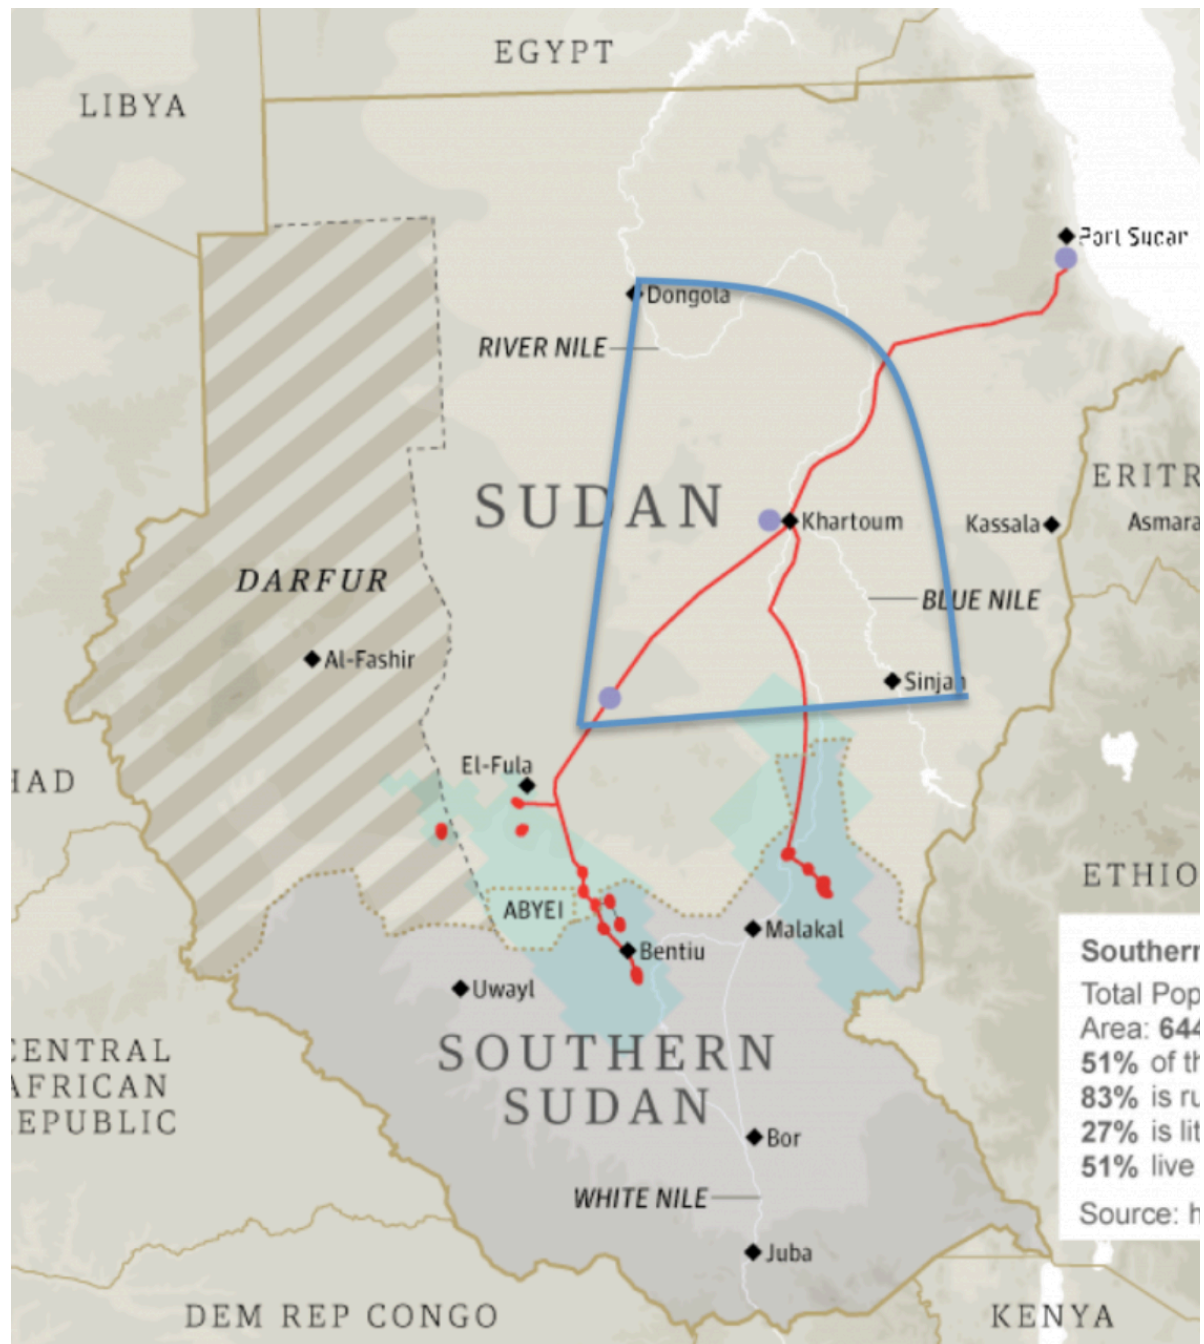 EGYPT
LIBYA
Port Sudan
Dongola
RIVER NILE
SUDAN
ERITR
Khartoum
Kassala
Asmara
DARFUR
BLUE NILE
Al-Fashir
Sinjah
El-Fula
HAD
ETHIO
ABYEI
Malakal
Bentiu
Uwayl
Southern
Total Pop
Area: 644
51% of th
83% is ru
27% is lit
51% live
Source: h
SOUTHERN
SUDAN
CENTRAL
AFRICAN
REPUBLIC
Bor
WHITE NILE
Juba
DEM REP CONGO
KENYA